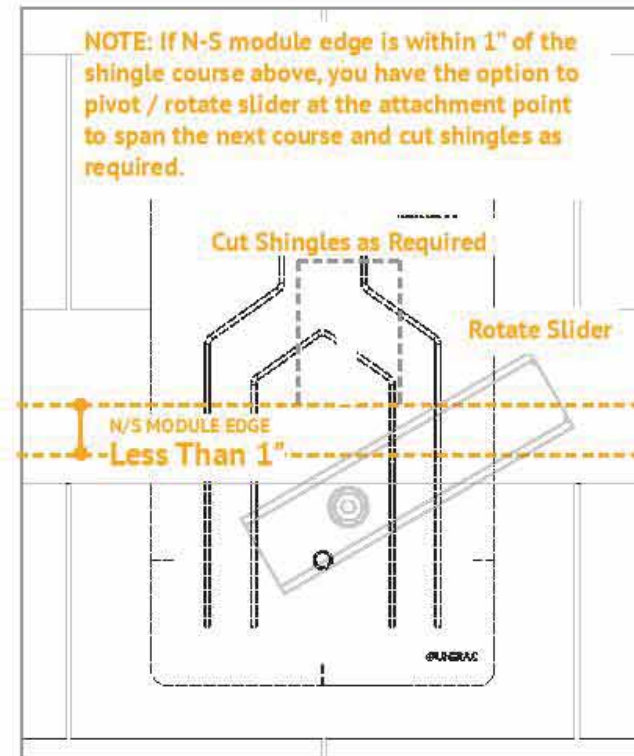 NOTE: If N-S module edge is within 1" of the
shingle course above, you have the option to
pivot / rotate slider at the attachment point
to span the next course and cut shingles as
required.
Cut Shingles as Required
Rotate Slider
N/S MODULE EDGE
Less Than 1"
UNIRAC